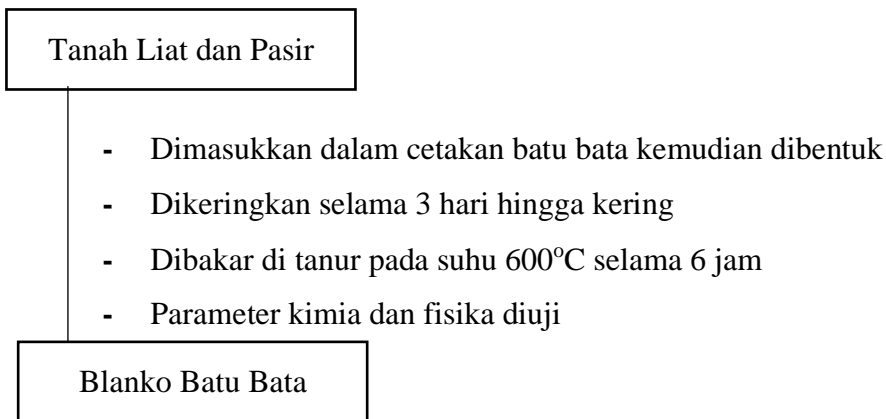 Tanah Liat dan Pasir
- Dimasukkan dalam cetakan batu bata kemudian dibentuk
- Dikeringkan selama 3 hari hingga kering
- Dibakar di tanur pada suhu 600°C selama 6 jam
- Parameter kimia dan fisika diuji
Blanko Batu Bata